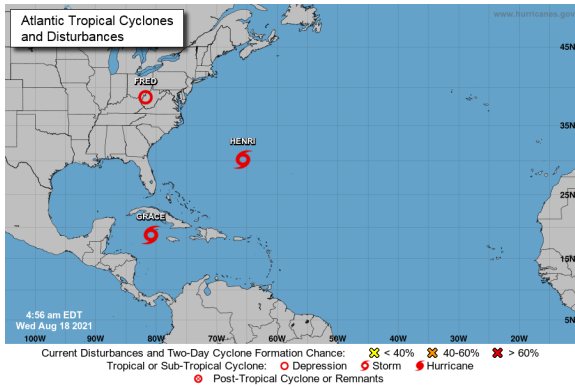 Atlantic Tropical Cyclones
and Disturbances
www.hurricanes.gov
45N
FRED
35N
HENRI
25N
GRACE
15N
4:56 am EDT
Wed Aug 18 2021
5N
100W 90W 80W 70W 60W 50W 40W 30W 20W 10W
Current Disturbances and Two-Day Cyclone Formation Chance: < 40% 40-60% > 60%
Tropical or Sub-Tropical Cyclone: Depression Storm Hurricane
Post-Tropical Cyclone or Remnants